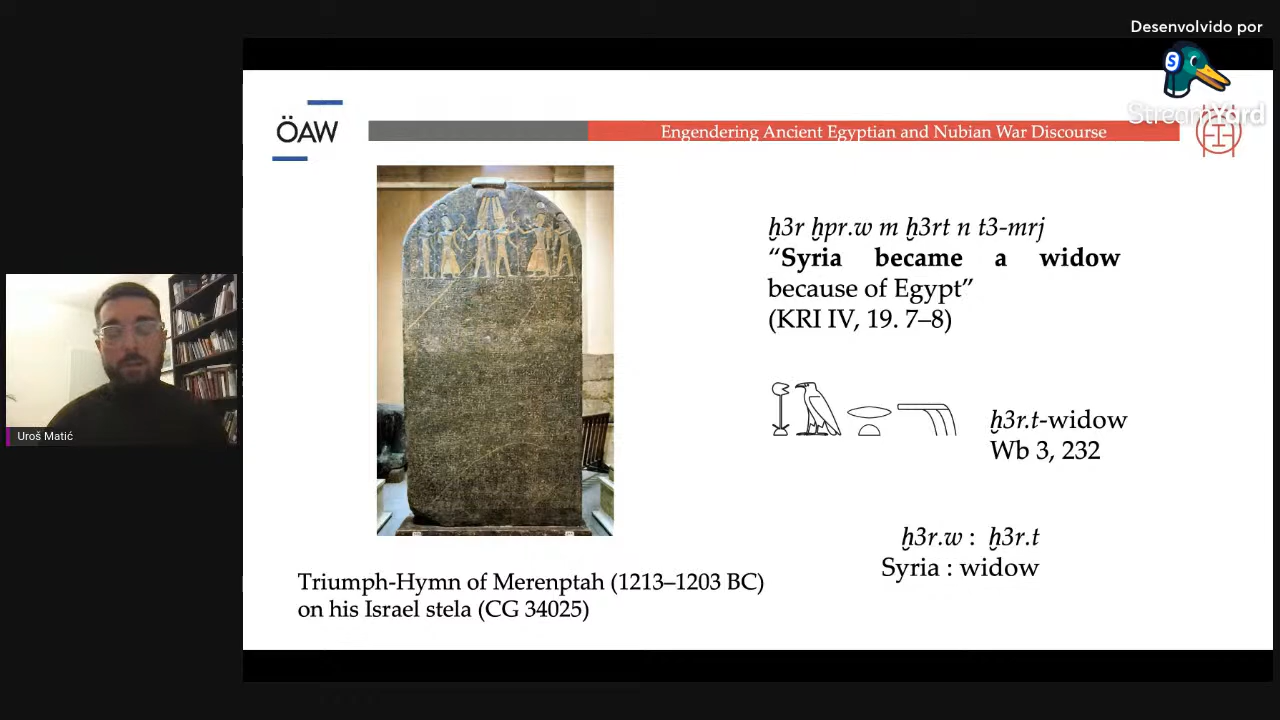 Desenvolvido por
StreamYard
ÖAW
Engendering Ancient Egyptian and Nubian War Discourse
ḫ3r ḫpr.w m ḫ3rt n t3-mrj
“Syria became a widow
because of Egypt”
(KRI IV, 19. 7–8)
ḫ3r.t-widow
Wb 3, 232
ḫ3r.w : ḫ3r.t
Syria : widow
Triumph-Hymn of Merenptah (1213–1203 BC)
on his Israel stela (CG 34025)
Uroš Matić